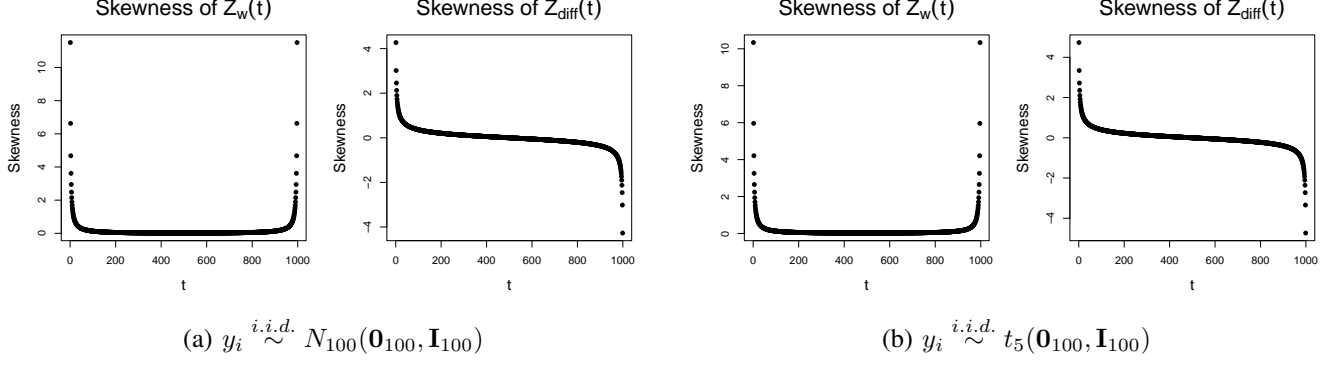 Skewness of Z_w(t)
Skewness
0 2 4 6 8 10
0 200 400 600 800 1000
t
Skewness of Z_diff(t)
Skewness
−4 −2 0 2 4
0 200 400 600 800 1000
t
(a) y_i i.i.d. ∼ N_100(0_100, I_100)
Skewness of Z_w(t)
Skewness
0 2 4 6 8 10
0 200 400 600 800 1000
t
Skewness of Z_diff(t)
Skewness
−4 −2 0 2 4
0 200 400 600 800 1000
t
(b) y_i i.i.d. ∼ t_5(0_100, I_100)